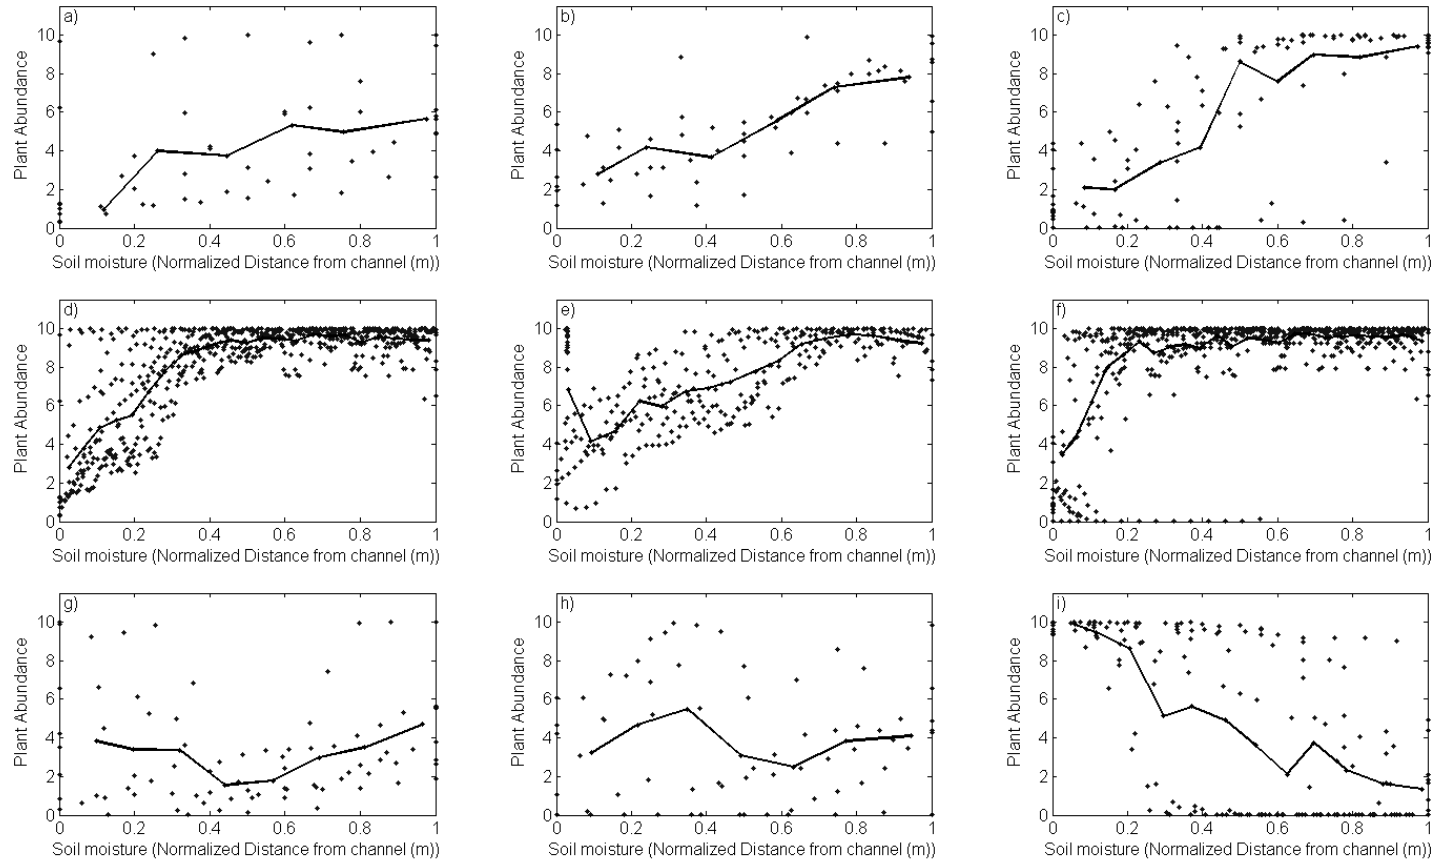 a) b) c)
Plant Abundance Plant Abundance Plant Abundance
10 10 10
8 8 8
6 6 6
4 4 4
2 2 2
0 0 0
0 0.2 0.4 0.6 0.8 1 0 0.2 0.4 0.6 0.8 1 0 0.2 0.4 0.6 0.8 1
Soil moisture (Normalized Distance from channel (m)) Soil moisture (Normalized Distance from channel (m)) Soil moisture (Normalized Distance from channel (m))
d) e) f)
Plant Abundance Plant Abundance Plant Abundance
10 10 10
8 8 8
6 6 6
4 4 4
2 2 2
0 0 0
0 0.2 0.4 0.6 0.8 1 0 0.2 0.4 0.6 0.8 1 0 0.2 0.4 0.6 0.8 1
Soil moisture (Normalized Distance from channel (m)) Soil moisture (Normalized Distance from channel (m)) Soil moisture (Normalized Distance from channel (m))
g) h) i)
Plant Abundance Plant Abundance Plant Abundance
10 10 10
8 8 8
6 6 6
4 4 4
2 2 2
0 0 0
0 0.2 0.4 0.6 0.8 1 0 0.2 0.4 0.6 0.8 1 0 0.2 0.4 0.6 0.8 1
Soil moisture (Normalized Distance from channel (m)) Soil moisture (Normalized Distance from channel (m)) Soil moisture (Normalized Distance from channel (m))